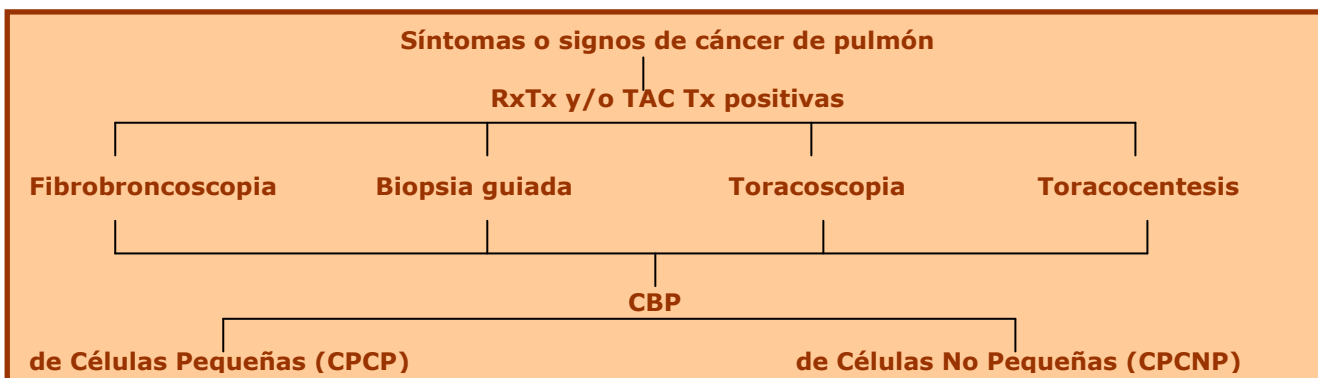 Síntomas o signos de cáncer de pulmón
RxTx y/o TAC Tx positivas
Fibrobroncoscopia Biopsia guiada Toracoscopia Toracocentesis
CBP
de Células Pequeñas (CPCP) de Células No Pequeñas (CPCNP)